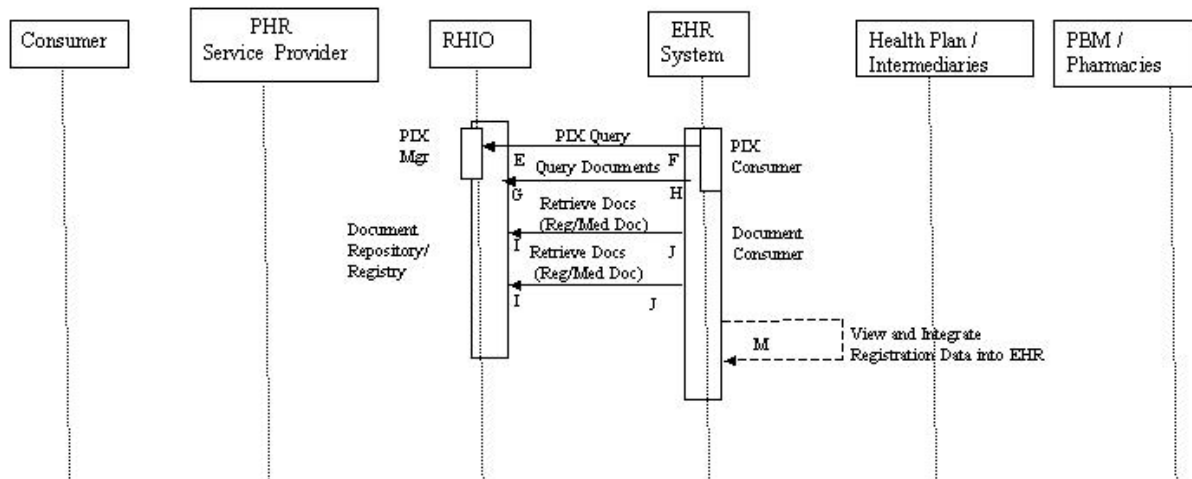 Consumer
PHR
Service Provider
RHIO
EHR
System
Health Plan /
Intermediaries
PBM /
Pharmacies
PIX
Mgr
PIX Query
E
F
PIX
Consumer
Query Documents
G
H
Retrieve Docs
(Reg/Med Doc)
I
J
Document
Repository/
Registry
Document
Consumer
Retrieve Docs
(Reg/Med Doc)
I
J
M
View and Integrate
Registration Data into EHR